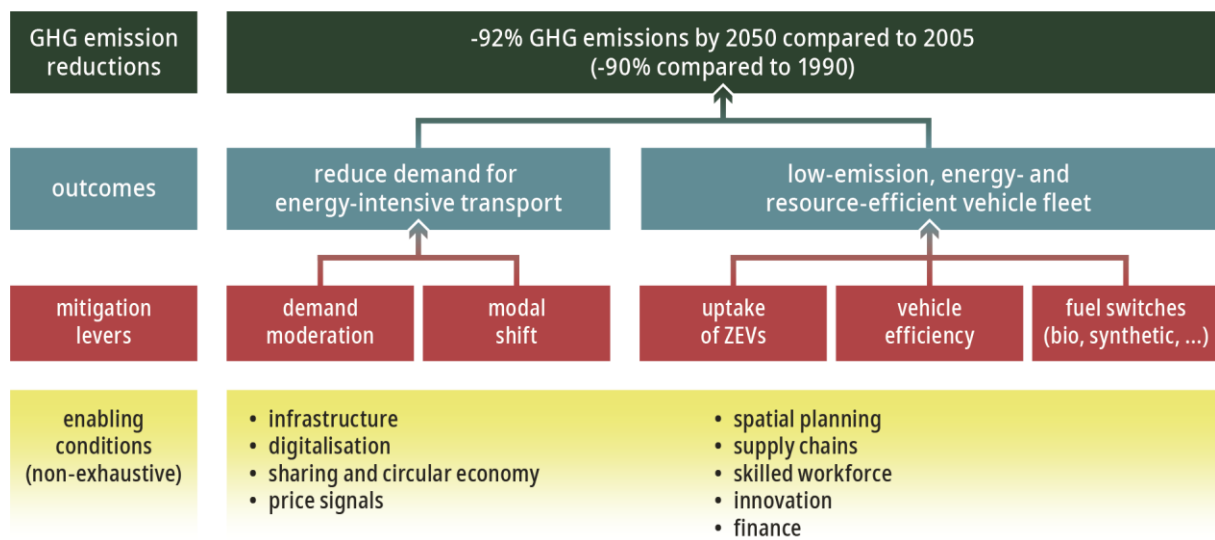 GHG emission
reductions
-92% GHG emissions by 2050 compared to 2005
(-90% compared to 1990)
outcomes
reduce demand for
energy-intensive transport
low-emission, energy- and
resource-efficient vehicle fleet
mitigation
levers
demand
moderation
modal
shift
uptake
of ZEVs
vehicle
efficiency
fuel switches
(bio, synthetic, ...)
enabling
conditions
(non-exhaustive)
• infrastructure
• digitalisation
• sharing and circular economy
• price signals
• spatial planning
• supply chains
• skilled workforce
• innovation
• finance